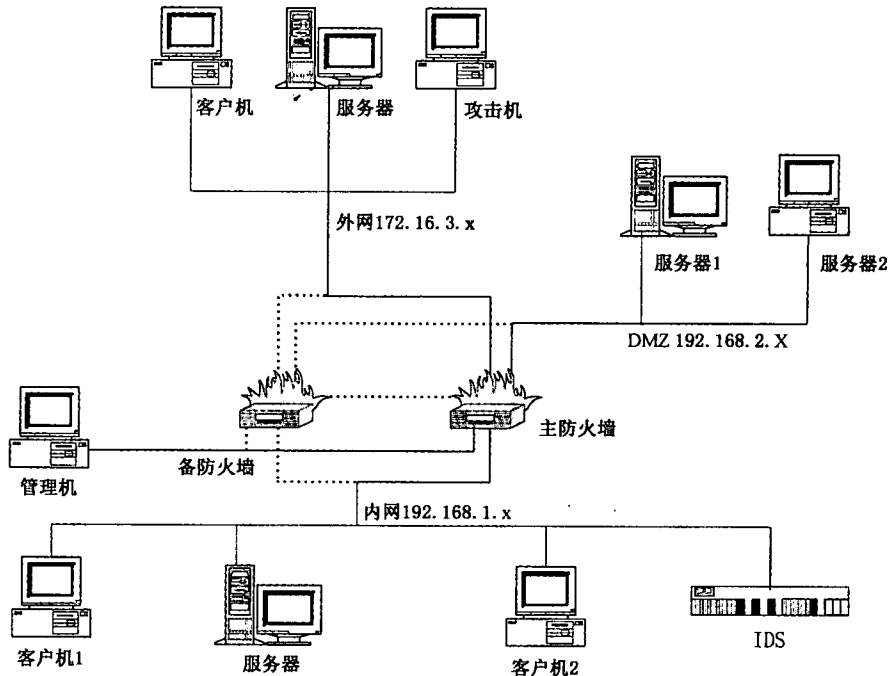 客户机
服务器
攻击机
外网172.16.3.x
服务器1
服务器2
DMZ 192.168.2.X
主防火墙
备防火墙
管理机
内网192.168.1.x
客户机1
服务器
客户机2
IDS